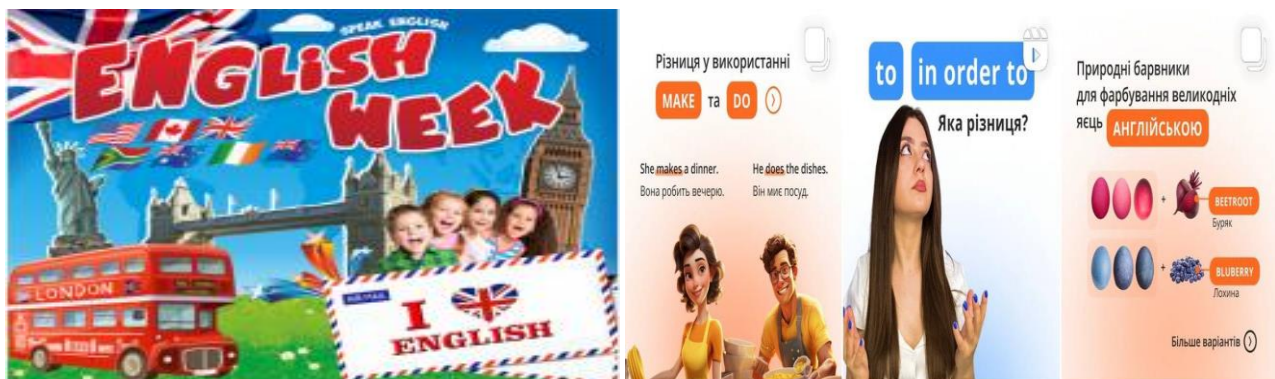 SPEAK ENGLISH
ENGLISH
WEEK
LONDON
AIR MAIL
I
ENGLISH
Різниця у використанні
MAKE та DO
She makes a dinner.
Вона робить вечерю.
He does the dishes.
Він миє посуд.
to in order to
Яка різниця?
Природні барвники
для фарбування великодніх
яєць АНГЛІЙСЬКОЮ
+ BEETROOT
Буряк
+ BLUBERRY
Лохина
Більше варіантів